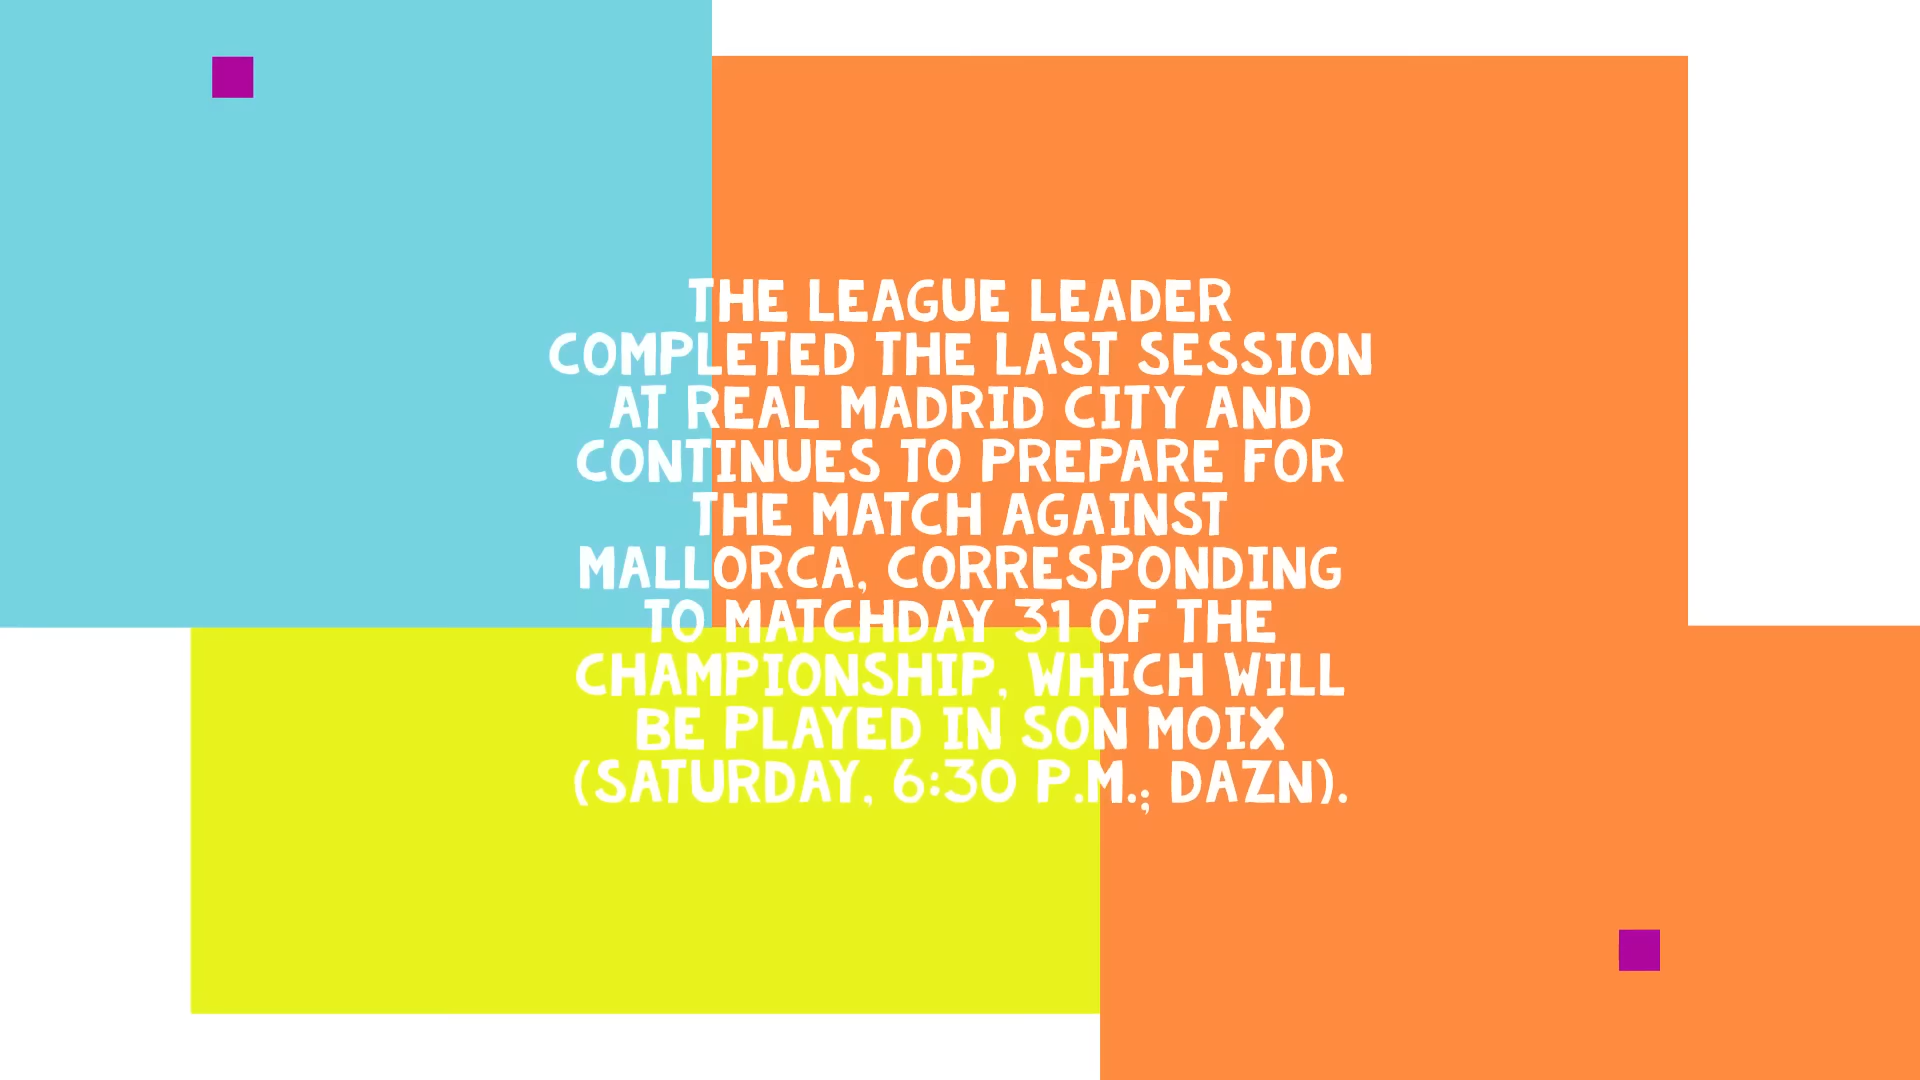 THE LEAGUE LEADER
COMPLETED THE LAST SESSION
AT REAL MADRID CITY AND
CONTINUES TO PREPARE FOR
THE MATCH AGAINST
MALLORCA, CORRESPONDING
TO MATCHDAY 31 OF THE
CHAMPIONSHIP, WHICH WILL
BE PLAYED IN SON MOIX
(SATURDAY, 6:30 P.M.; DAZN).